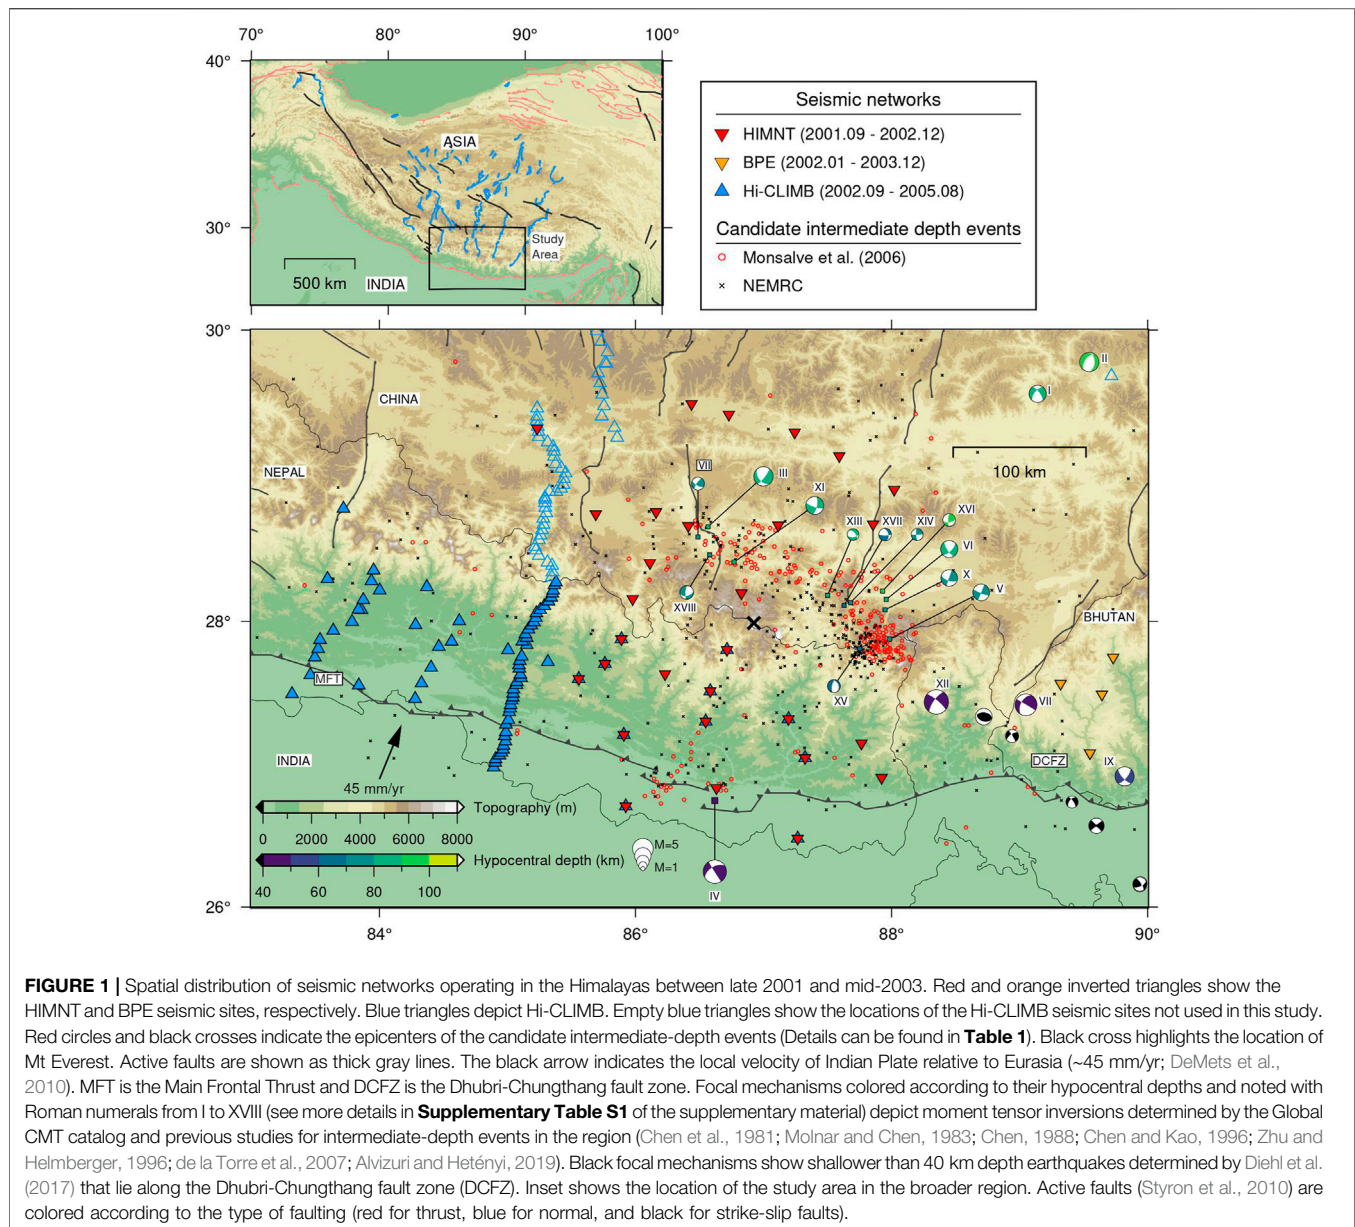 70°
80°
90°
100°
40°
30°
ASIA
Study
Area
500 km
INDIA
Seismic networks
HIMNT (2001.09 - 2002.12)
BPE (2002.01 - 2003.12)
Hi-CLIMB (2002.09 - 2005.08)
Candidate intermediate depth events
Monsalve et al. (2006)
NEMRC
30°
II
I
CHINA
100 km
VII
III
NEPAL
XI
XIII
XVII
XIV
XVI
VI
X
V
XVIII
28°
BHUTAN
MFT
XV
XII
VII
INDIA
DCFZ
IX
45 mm/yr
Topography (m)
0 2000 4000 6000 8000
Hypocentral depth (km)
40 60 80 100
M=5
M=1
IV
26°
84°
86°
88°
90°
FIGURE 1 | Spatial distribution of seismic networks operating in the Himalayas between late 2001 and mid-2003. Red and orange inverted triangles show the
HIMNT and BPE seismic sites, respectively. Blue triangles depict Hi-CLIMB. Empty blue triangles show the locations of the Hi-CLIMB seismic sites not used in this study.
Red circles and black crosses indicate the epicenters of the candidate intermediate-depth events (Details can be found in Table 1). Black cross highlights the location of
Mt Everest. Active faults are shown as thick gray lines. The black arrow indicates the local velocity of Indian Plate relative to Eurasia (~45 mm/yr; DeMets et al.,
2010). MFT is the Main Frontal Thrust and DCFZ is the Dhubri-Chungthang fault zone. Focal mechanisms colored according to their hypocentral depths and noted with
Roman numerals from I to XVIII (see more details in Supplementary Table S1 of the supplementary material) depict moment tensor inversions determined by the Global
CMT catalog and previous studies for intermediate-depth events in the region (Chen et al., 1981; Molnar and Chen, 1983; Chen, 1988; Chen and Kao, 1996; Zhu and
Helmberger, 1996; de la Torre et al., 2007; Alvizuri and Hetényi, 2019). Black focal mechanisms show shallower than 40 km depth earthquakes determined by Diehl et al.
(2017) that lie along the Dhubri-Chungthang fault zone (DCFZ). Inset shows the location of the study area in the broader region. Active faults (Styron et al., 2010) are
colored according to the type of faulting (red for thrust, blue for normal, and black for strike-slip faults).